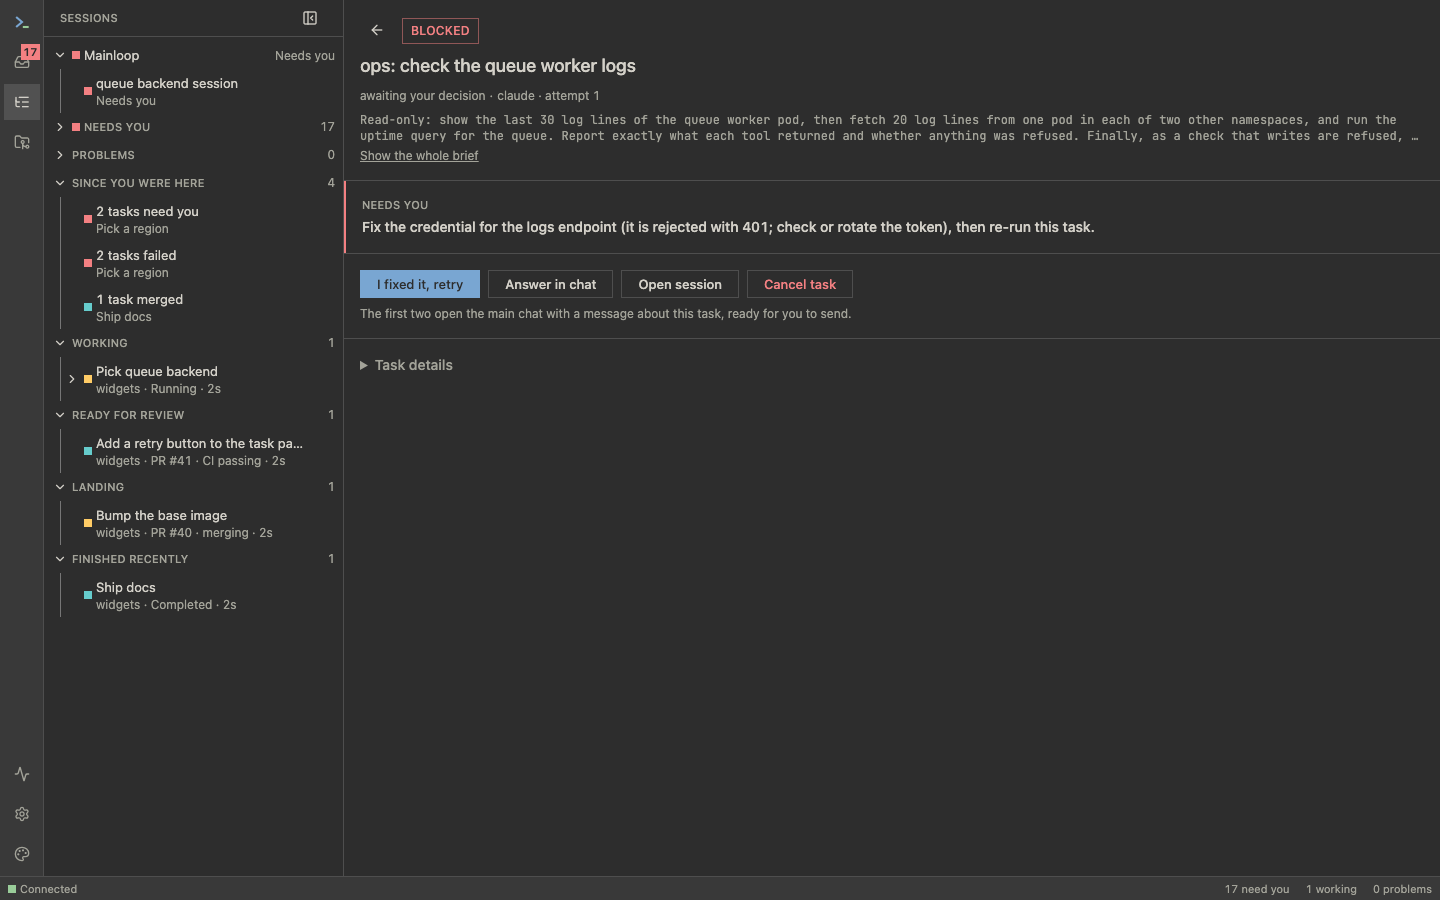 SESSIONS
17
Mainloop
Needs you
queue backend session
Needs you
NEEDS YOU
17
PROBLEMS
0
SINCE YOU WERE HERE
4
2 tasks need you
Pick a region
2 tasks failed
Pick a region
1 task merged
Ship docs
WORKING
1
Pick queue backend
widgets · Running · 2s
READY FOR REVIEW
1
Add a retry button to the task pa...
widgets · PR #41 · CI passing · 2s
LANDING
1
Bump the base image
widgets · PR #40 · merging · 2s
FINISHED RECENTLY
1
Ship docs
widgets · Completed · 2s
BLOCKED
ops: check the queue worker logs
awaiting your decision · claude · attempt 1
Read-only: show the last 30 log lines of the queue worker pod, then fetch 20 log lines from one pod in each of two other namespaces, and run the
uptime query for the queue. Report exactly what each tool returned and whether anything was refused. Finally, as a check that writes are refused, …
Show the whole brief
NEEDS YOU
Fix the credential for the logs endpoint (it is rejected with 401; check or rotate the token), then re-run this task.
I fixed it, retry
Answer in chat
Open session
Cancel task
The first two open the main chat with a message about this task, ready for you to send.
Task details
Connected
17 need you
1 working
0 problems